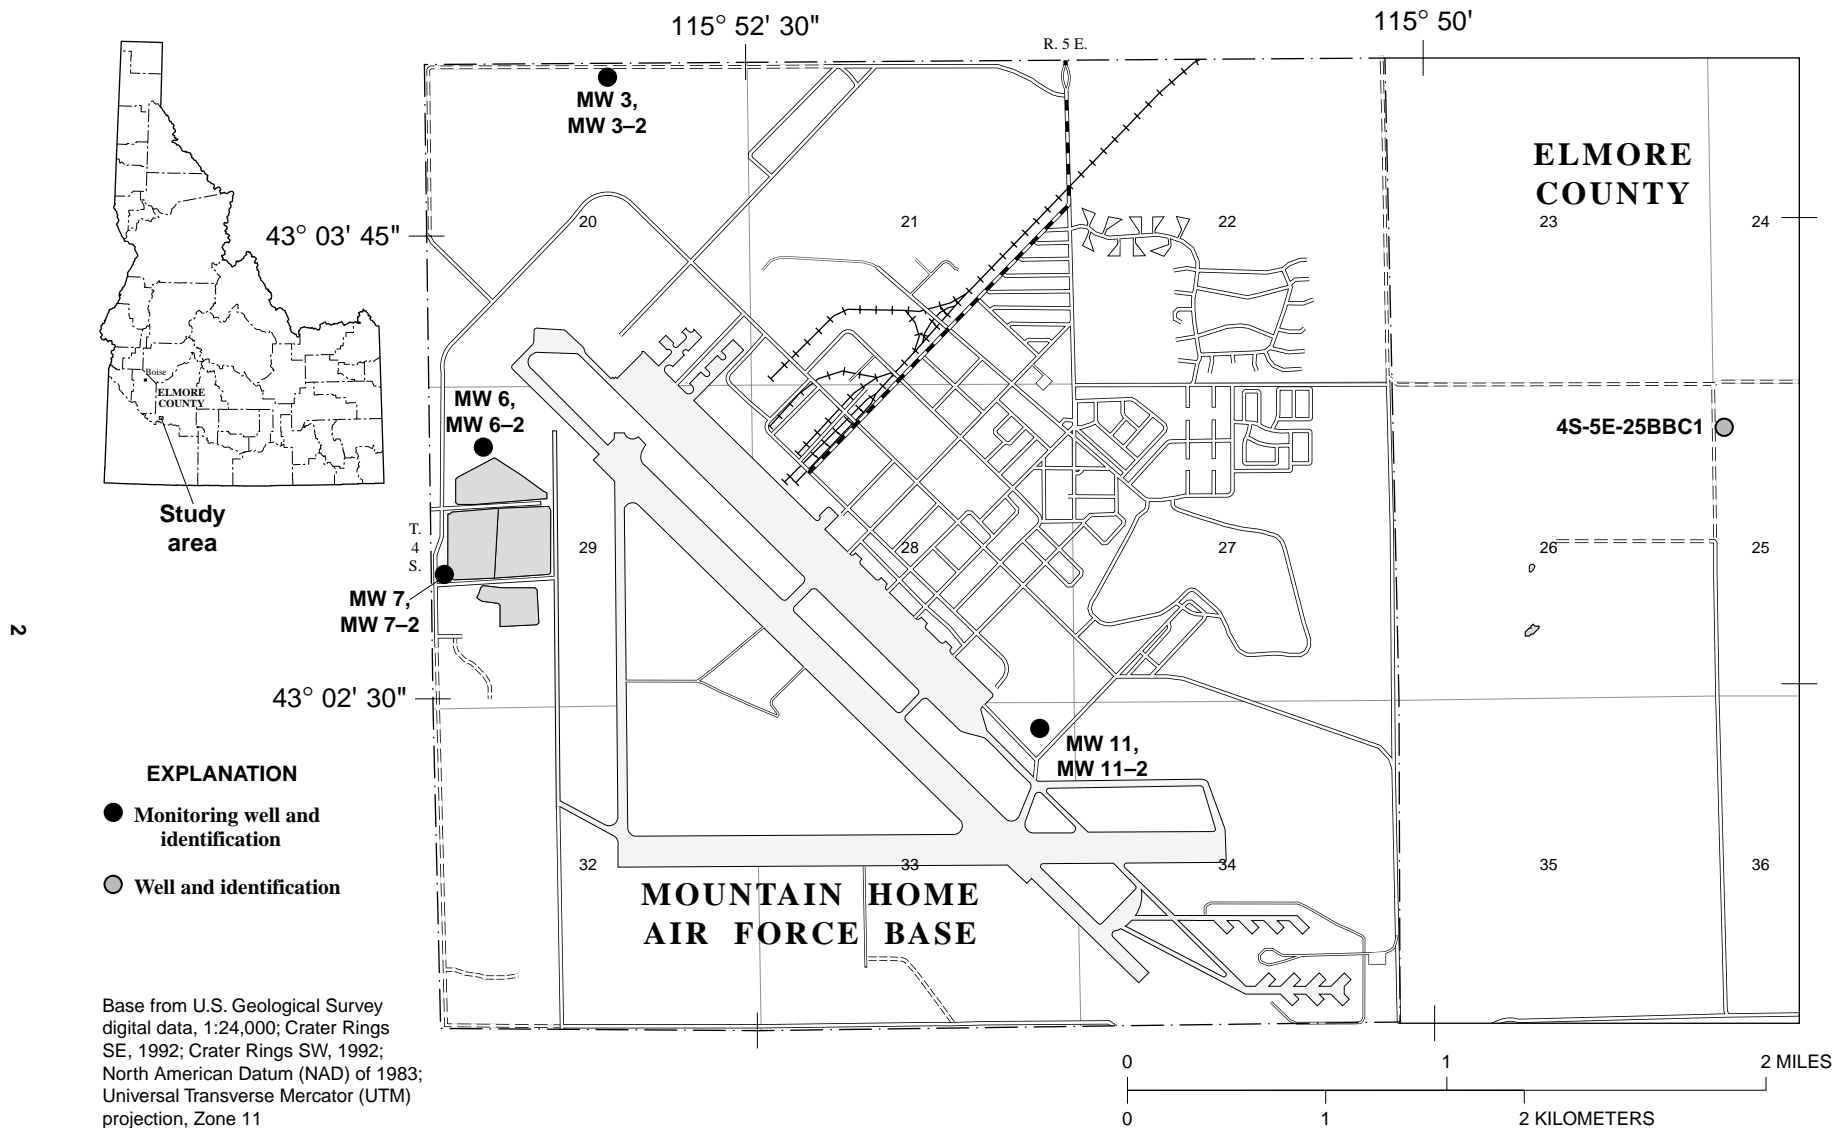 115° 52' 30"
115° 50'
R. 5 E.
MW 3,
MW 3–2
ELMORE
COUNTY
20
21
22
23
24
43° 03' 45"
Boise
ELMORE
COUNTY
Study
area
MW 6,
MW 6–2
4S-5E-25BBC1
T.
4
S.
29
28
27
26
25
MW 7,
MW 7–2
2
43° 02' 30"
MW 11,
MW 11–2
EXPLANATION
Monitoring well and
identification
Well and identification
32
33
34
35
36
MOUNTAIN HOME
AIR FORCE BASE
Base from U.S. Geological Survey
digital data, 1:24,000; Crater Rings
SE, 1992; Crater Rings SW, 1992;
North American Datum (NAD) of 1983;
Universal Transverse Mercator (UTM)
projection, Zone 11
0 1 2 MILES
0 1 2 KILOMETERS